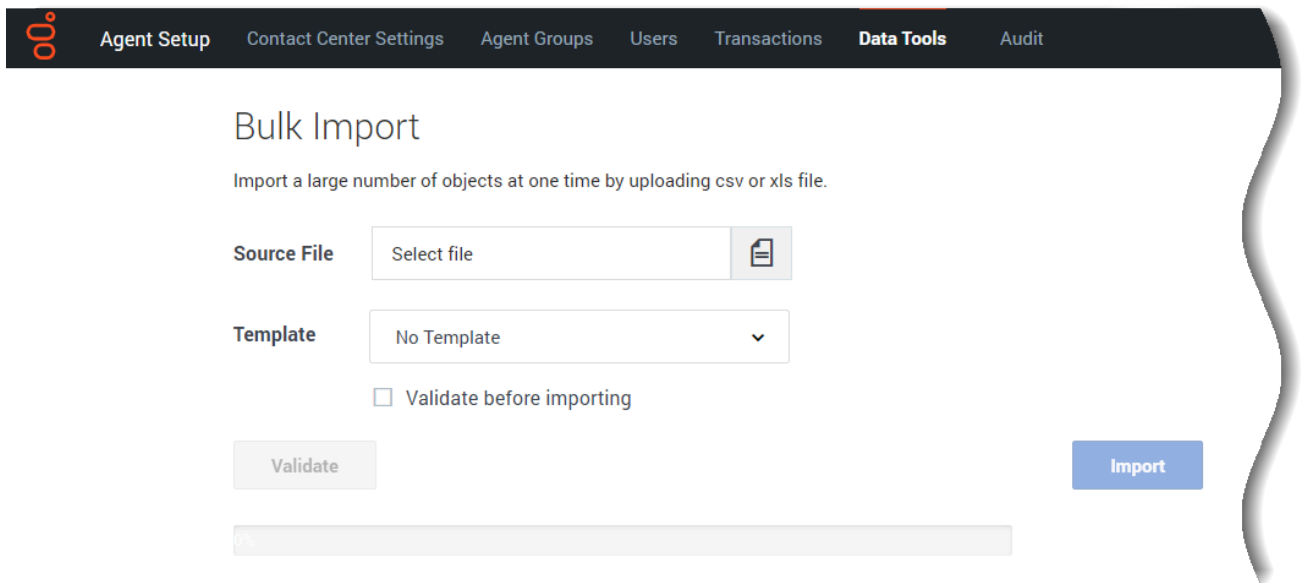 Agent Setup Contact Center Settings Agent Groups Users Transactions Data Tools Audit
Bulk Import
Import a large number of objects at one time by uploading csv or xls file.
Source File Select file
Template No Template
Validate before importing
Validate Import
0%